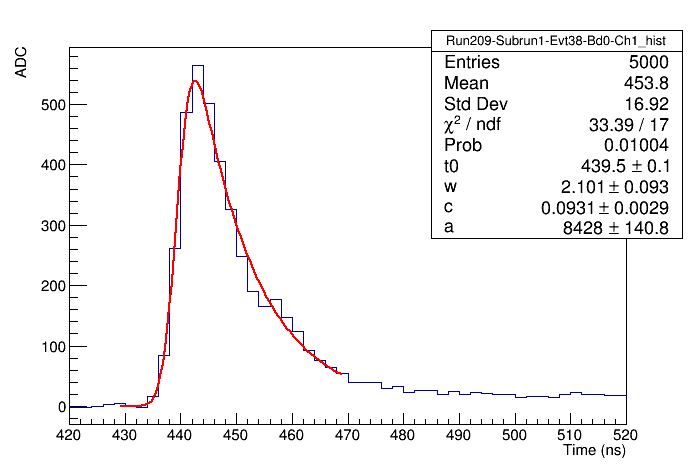 Run209-Subrun1-Evt38-Bd0-Ch1_hist
Entries 5000
Mean 453.8
Std Dev 16.92
χ² / ndf 33.39 / 17
Prob 0.01004
t0 439.5 ± 0.1
w 2.101 ± 0.093
c 0.0931 ± 0.0029
a 8428 ± 140.8
ADC
500
400
300
200
100
0
420 430 440 450 460 470 480 490 500 510 520
Time (ns)